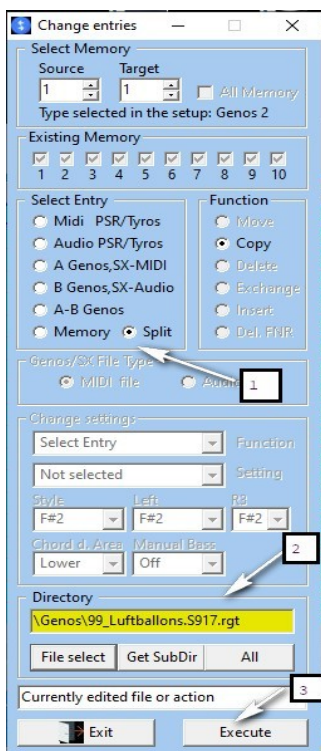 Change entries
Select Memory
Source Target
1 1 All Memory
Type selected in the setup: Genos 2
Existing Memory
1 2 3 4 5 6 7 8 9 10
Select Entry Function
Midi PSR/Tyros Move
Audio PSR/Tyros Copy
A Genos,SX-MIDI Delete
B Genos,SX-Audio Exchange
A-B Genos Insert
Memory Split Del. FNR
Genos/SX File Type
MIDI file
1
Change settings
Select Entry Function
Not selected Setting
Style Left R3
F#2 F#2 F#2
Chord d. Area Manual Bass
Lower Off
2
Directory
\Genos\99_Luftballons.S917.rgt
File select Get SubDir All
Currently edited file or action
3
Exit Execute